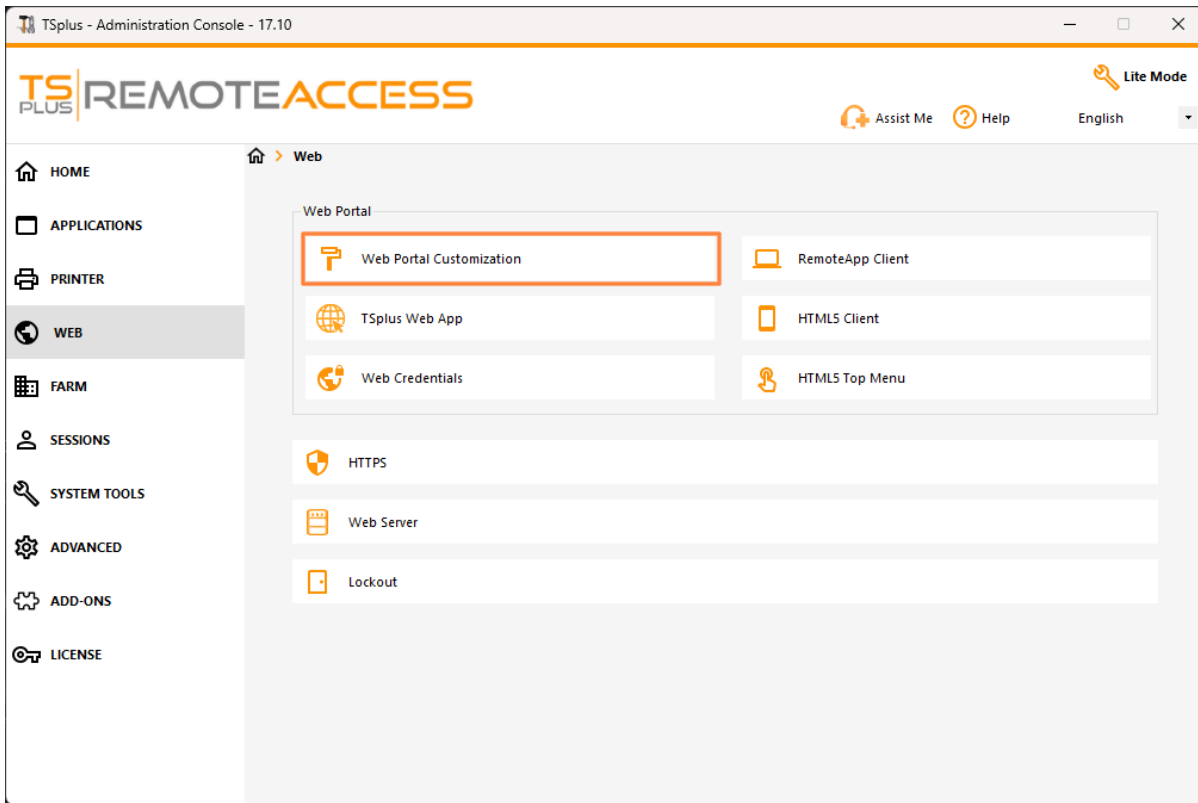 TSplus - Administration Console - 17.10
TS PLUS REMOTEACCESS
Lite Mode
Assist Me
Help
English
HOME
APPLICATIONS
PRINTER
WEB
FARM
SESSIONS
SYSTEM TOOLS
ADVANCED
ADD-ONS
LICENSE
Web
Web Portal
Web Portal Customization
RemoteApp Client
TSplus Web App
HTML5 Client
Web Credentials
HTML5 Top Menu
HTTPS
Web Server
Lockout